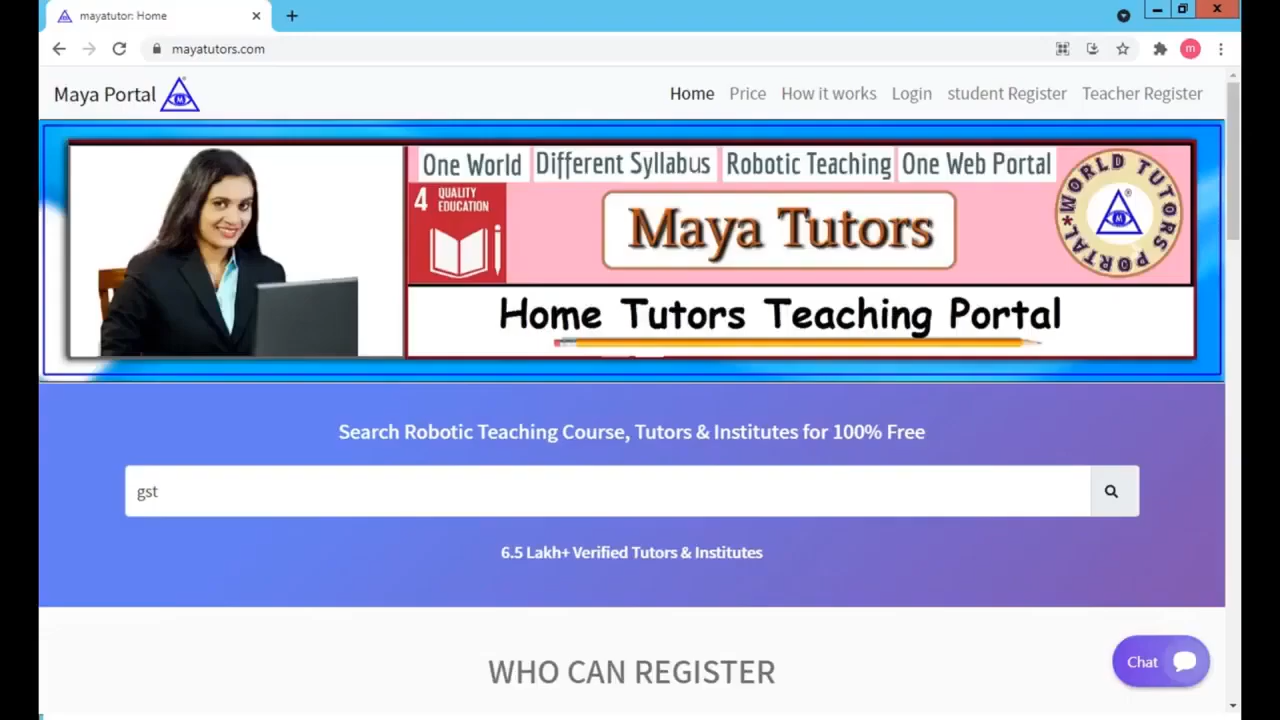 mayatutor: Home
mayatutors.com
m
Maya Portal
M
Home Price How it works Login student Register Teacher Register
One World Different Syllabus Robotic Teaching One Web Portal
4 QUALITY
EDUCATION
Maya Tutors
WORLD TUTORS PORTAL*
M
®
Home Tutors Teaching Portal
Search Robotic Teaching Course, Tutors & Institutes for 100% Free
gst
6.5 Lakh+ Verified Tutors & Institutes
WHO CAN REGISTER
Chat